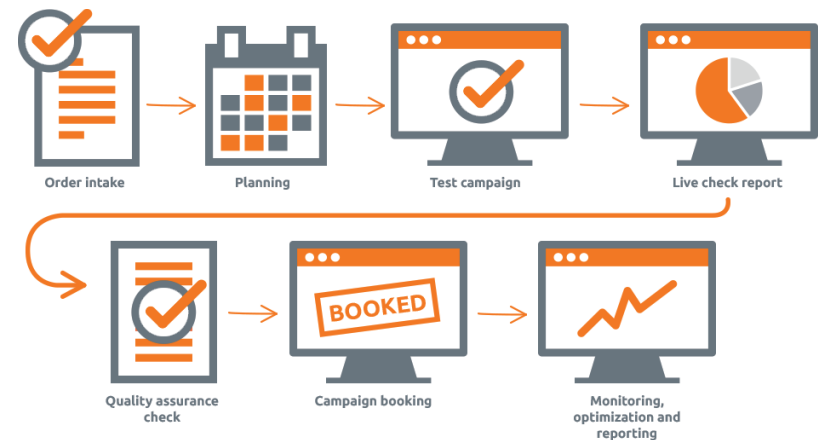 Order intake
Planning
Test campaign
Live check report
Quality assurance
check
BOOKED
Campaign booking
Monitoring,
optimization and
reporting